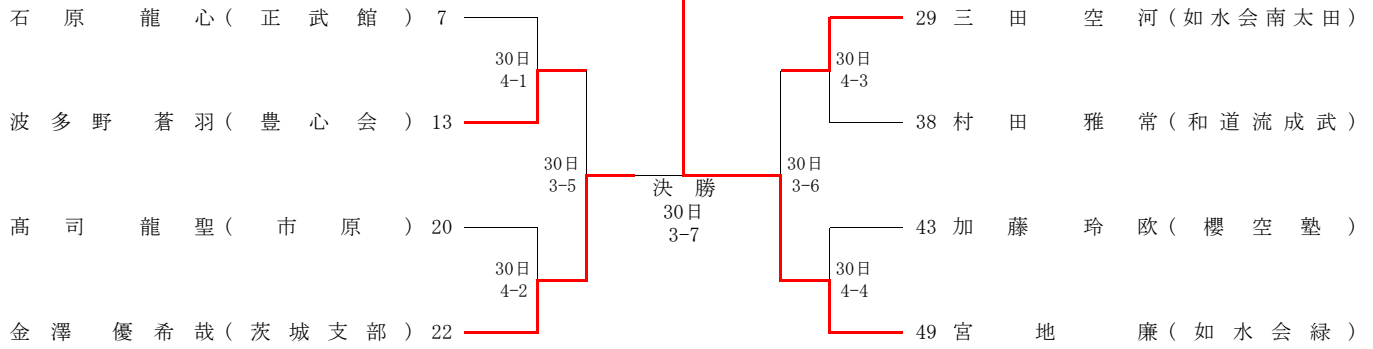 石原龍心(正武館) 7
29 三田空河(如水会南太田)
30日
4-1
30日
4-3
波多野蒼羽(豊心会) 13
38 村田雅常(和道流成武)
30日
3-5
決勝
30日
3-7
30日
3-6
髙司龍聖(市原) 20
43 加藤玲欧(櫻空塾)
30日
4-2
30日
4-4
金澤優希哉(茨城支部) 22
49 宮地廉(如水会緑)